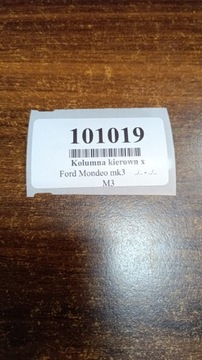 101019
Kolumna kierown x
Ford Mondeo mk3
M3